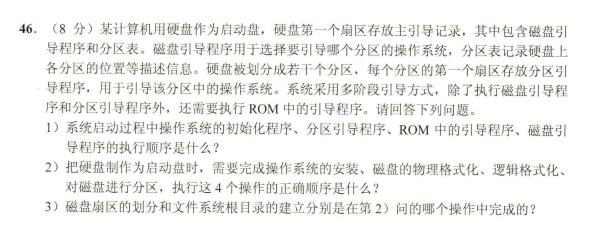 46. （8 分）某计算机用硬盘作为启动盘，硬盘第一个扇区存放主引导记录，其中包含磁盘引
导程序和分区表。磁盘引导程序用于选择要引导哪个分区的操作系统，分区表记录硬盘上
各分区的位置等描述信息。硬盘被划分成若干个分区，每个分区的第一个扇区存放分区引
导程序，用于引导该分区中的操作系统。系统采用多阶段引导方式，除了执行磁盘引导程
序和分区引导程序外，还需要执行 ROM 中的引导程序。请回答下列问题。
1）系统启动过程中操作系统的初始化程序、分区引导程序、ROM 中的引导程序、磁盘引
导程序的执行顺序是什么？
2）把硬盘制作为启动盘时，需要完成操作系统的安装、磁盘的物理格式化、逻辑格式化、
对磁盘进行分区，执行这 4 个操作的正确顺序是什么？
3）磁盘扇区的划分和文件系统根目录的建立分别是在第 2）问的哪个操作中完成的？